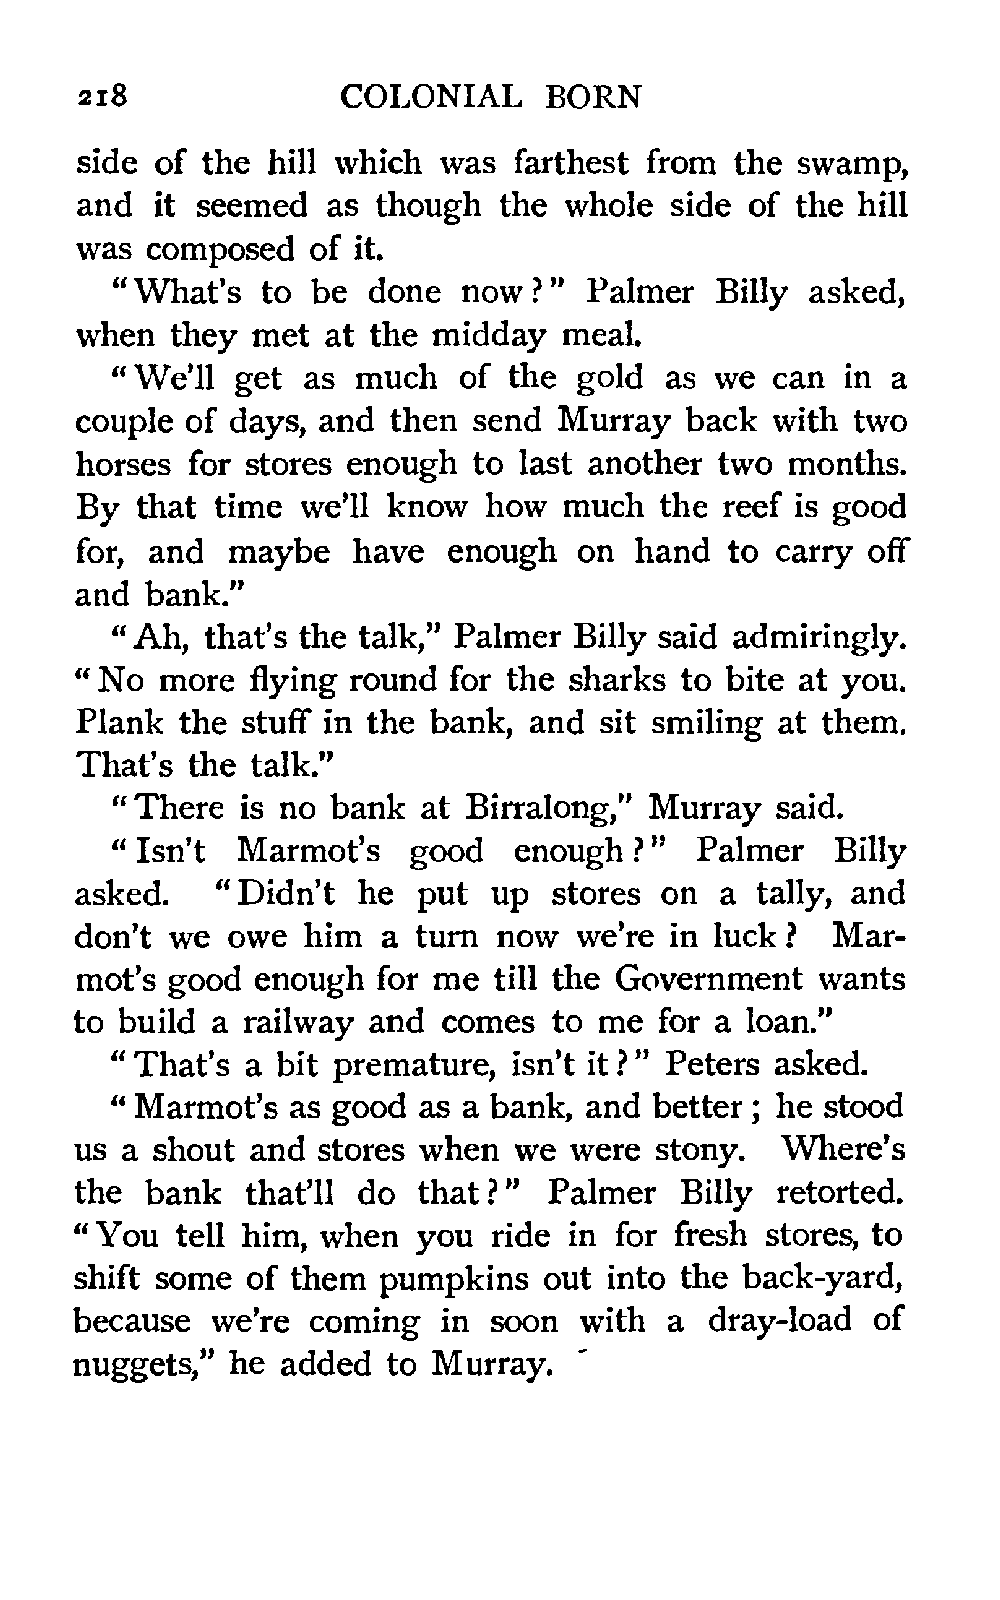 218 COLONIAL BORN
side of the hill which was farthest from the swamp,
and it seemed as though the whole side of the hill
was composed of it.
"What's to be done now?" Palmer Billy asked,
when they met at the midday meal.
"We'll get as much of the gold as we can in a
couple of days, and then send Murray back with two
horses for stores enough to last another two months.
By that time we'll know how much the reef is good
for, and maybe have enough on hand to carry off
and bank."
"Ah, that's the talk," Palmer Billy said admiringly.
"No more flying round for the sharks to bite at you.
Plank the stuff in the bank, and sit smiling at them.
That's the talk."
"There is no bank at Birralong," Murray said.
"Isn't Marmot's good enough?" Palmer Billy
asked. "Didn't he put up stores on a tally, and
don't we owe him a turn now we're in luck? Mar-
mot's good enough for me till the Government wants
to build a railway and comes to me for a loan."
"That's a bit premature, isn't it?" Peters asked.
"Marmot's as good as a bank, and better; he stood
us a shout and stores when we were stony. Where's
the bank that'll do that?" Palmer Billy retorted.
"You tell him, when you ride in for fresh stores, to
shift some of them pumpkins out into the back-yard,
because we're coming in soon with a dray-load of
nuggets," he added to Murray.